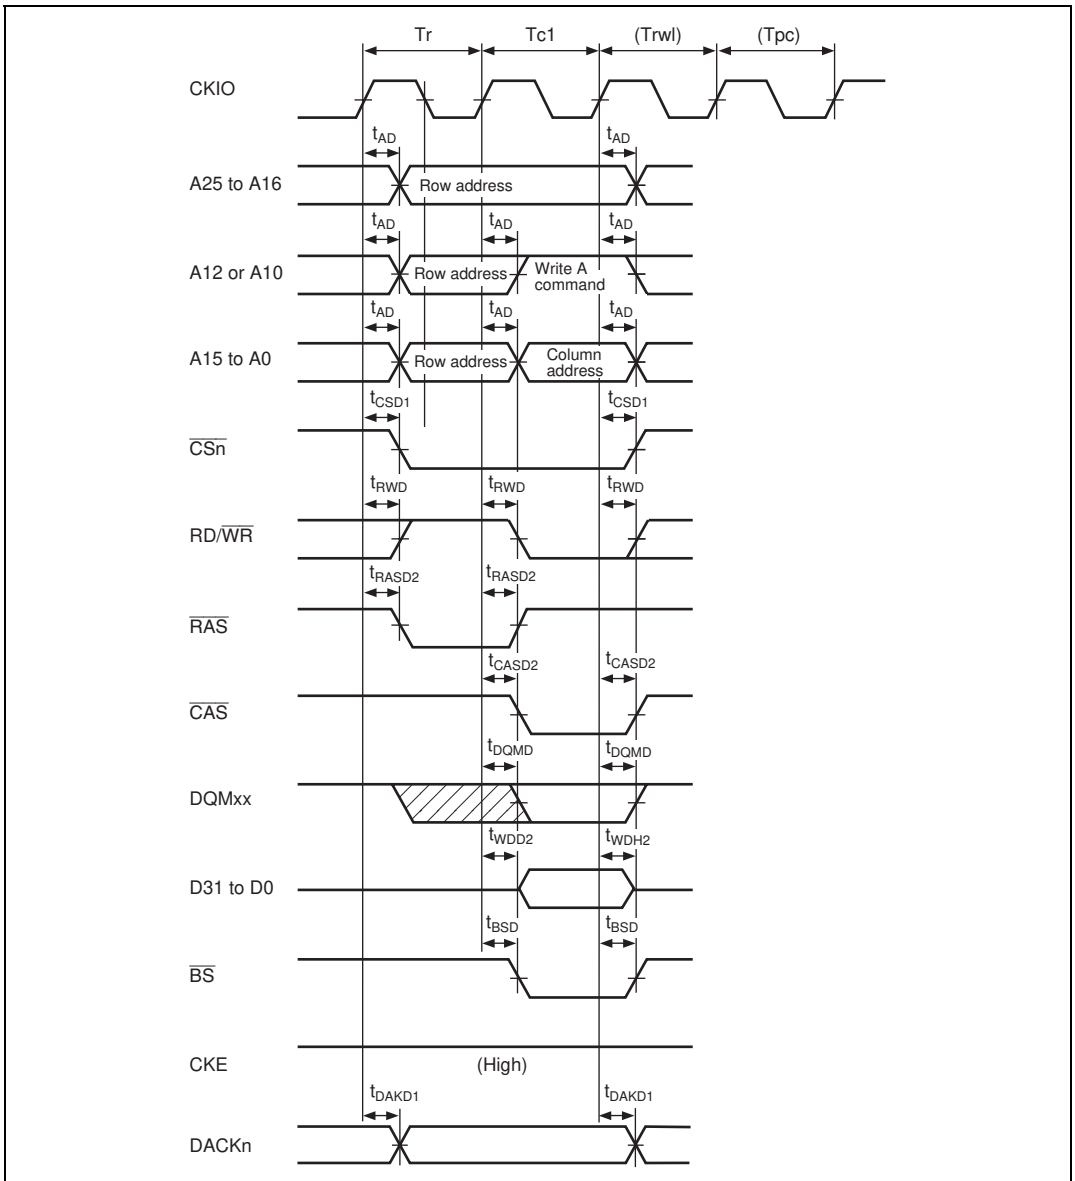 Tr Tc1 (Trwl) (Tpc)
CKIO
tAD tAD
A25 to A16 Row address
tAD tAD tAD
A12 or A10 Row address Write A
command
tAD tAD tAD
A15 to A0 Row address Column
address
tCSD1 tCSD1
CSn
tRWD tRWD tRWD
RD/WR
tRASD2 tRASD2
RAS
tCASD2 tCASD2
CAS
tDQMD tDQMD
DQMxx
tWDD2 tWDH2
D31 to D0
tBSD tBSD
BS
CKE (High)
tDAKD1 tDAKD1
DACKn